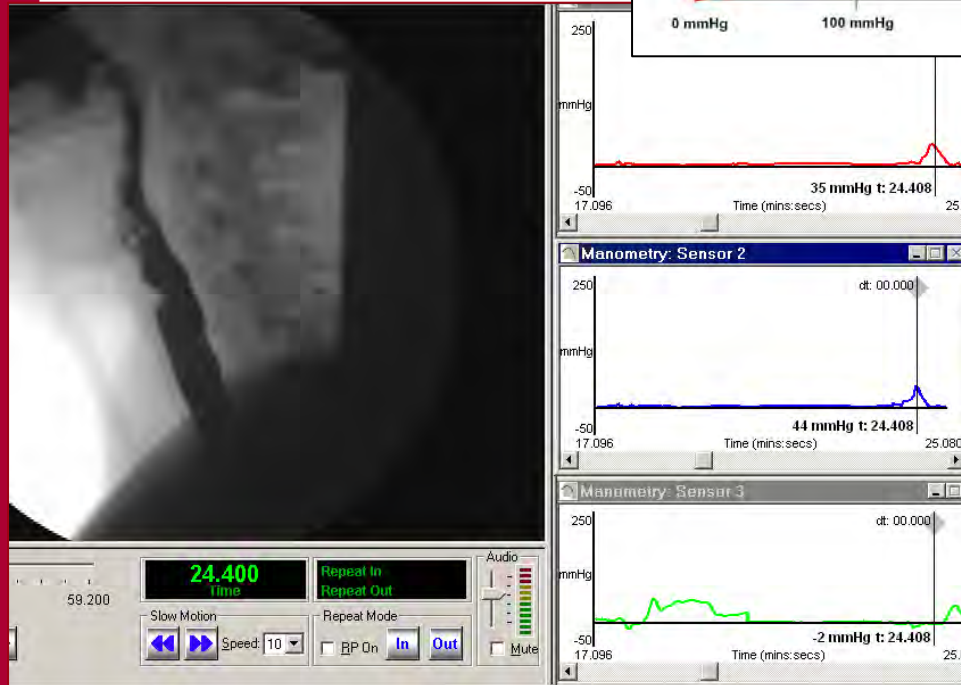 0 mmHg 100 mmHg
250
mmHg
-50
35 mmHg t: 24.408
17.096 Time (mins:secs) 25.
Manometry: Sensor 2
250 dt: 00.000
mmHg
-50
44 mmHg t: 24.408
17.096 Time (mins:secs) 25.080
Manometry: Sensor 3
250 dt: 00.000
mmHg
-50
-2 mmHg t: 24.408
17.096 Time (mins:secs) 25.
59.200
24.400
Time
Repeat In
Repeat Out
Audio
Slow Motion
Speed: 10
Repeat Mode
RP On In Out
Mute